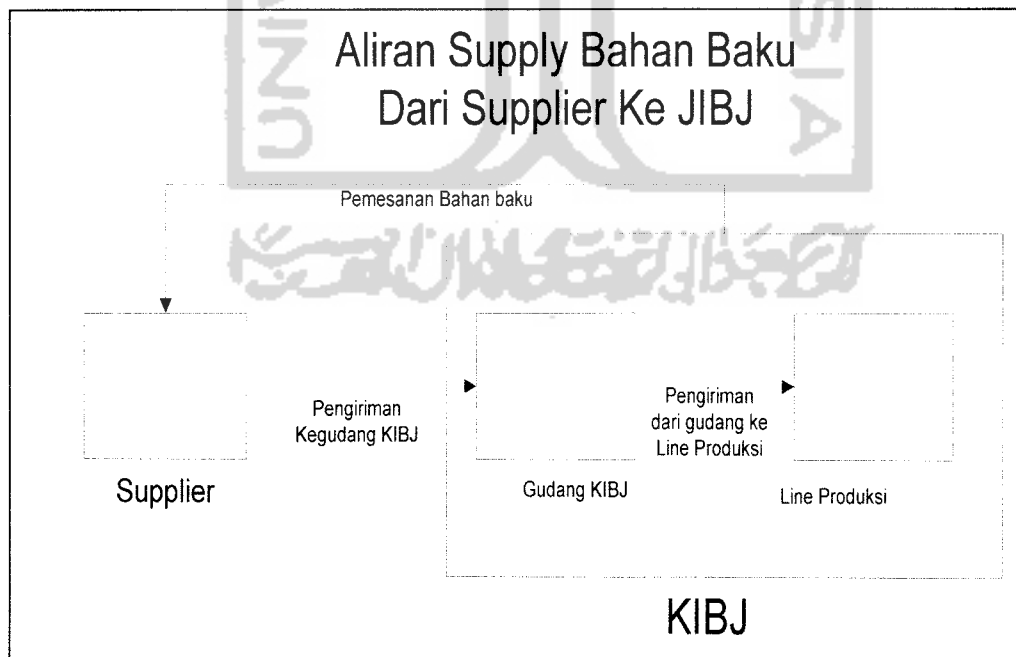 Aliran Supply Bahan Baku
Dari Supplier Ke JIBJ
Pemesanan Bahan baku
Pengiriman
Kegudang KIBJ
Pengiriman
dari gudang ke
Line Produksi
Supplier
Gudang KIBJ
Line Produksi
KIBJ